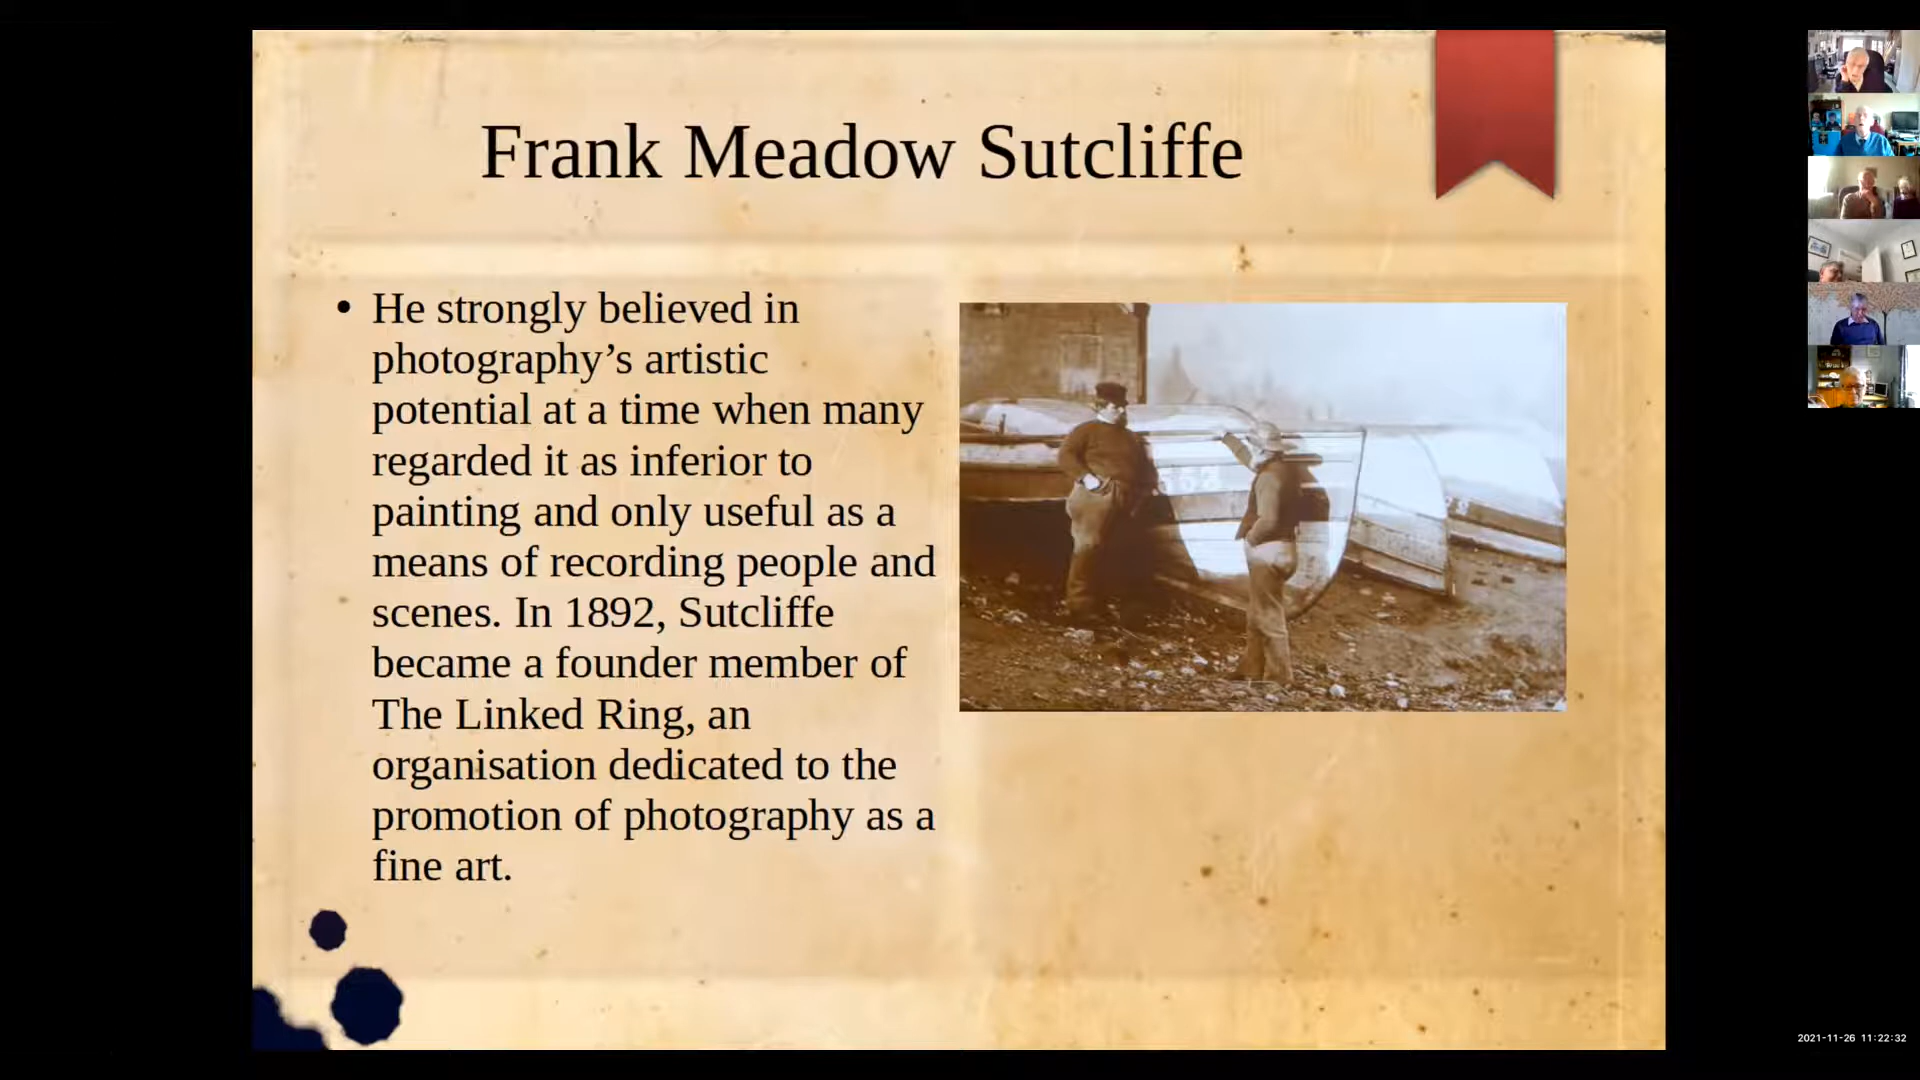 Frank Meadow Sutcliffe
• He strongly believed in
photography’s artistic
potential at a time when many
regarded it as inferior to
painting and only useful as a
means of recording people and
scenes. In 1892, Sutcliffe
became a founder member of
The Linked Ring, an
organisation dedicated to the
promotion of photography as a
fine art.
2021-11-26 11:22:32